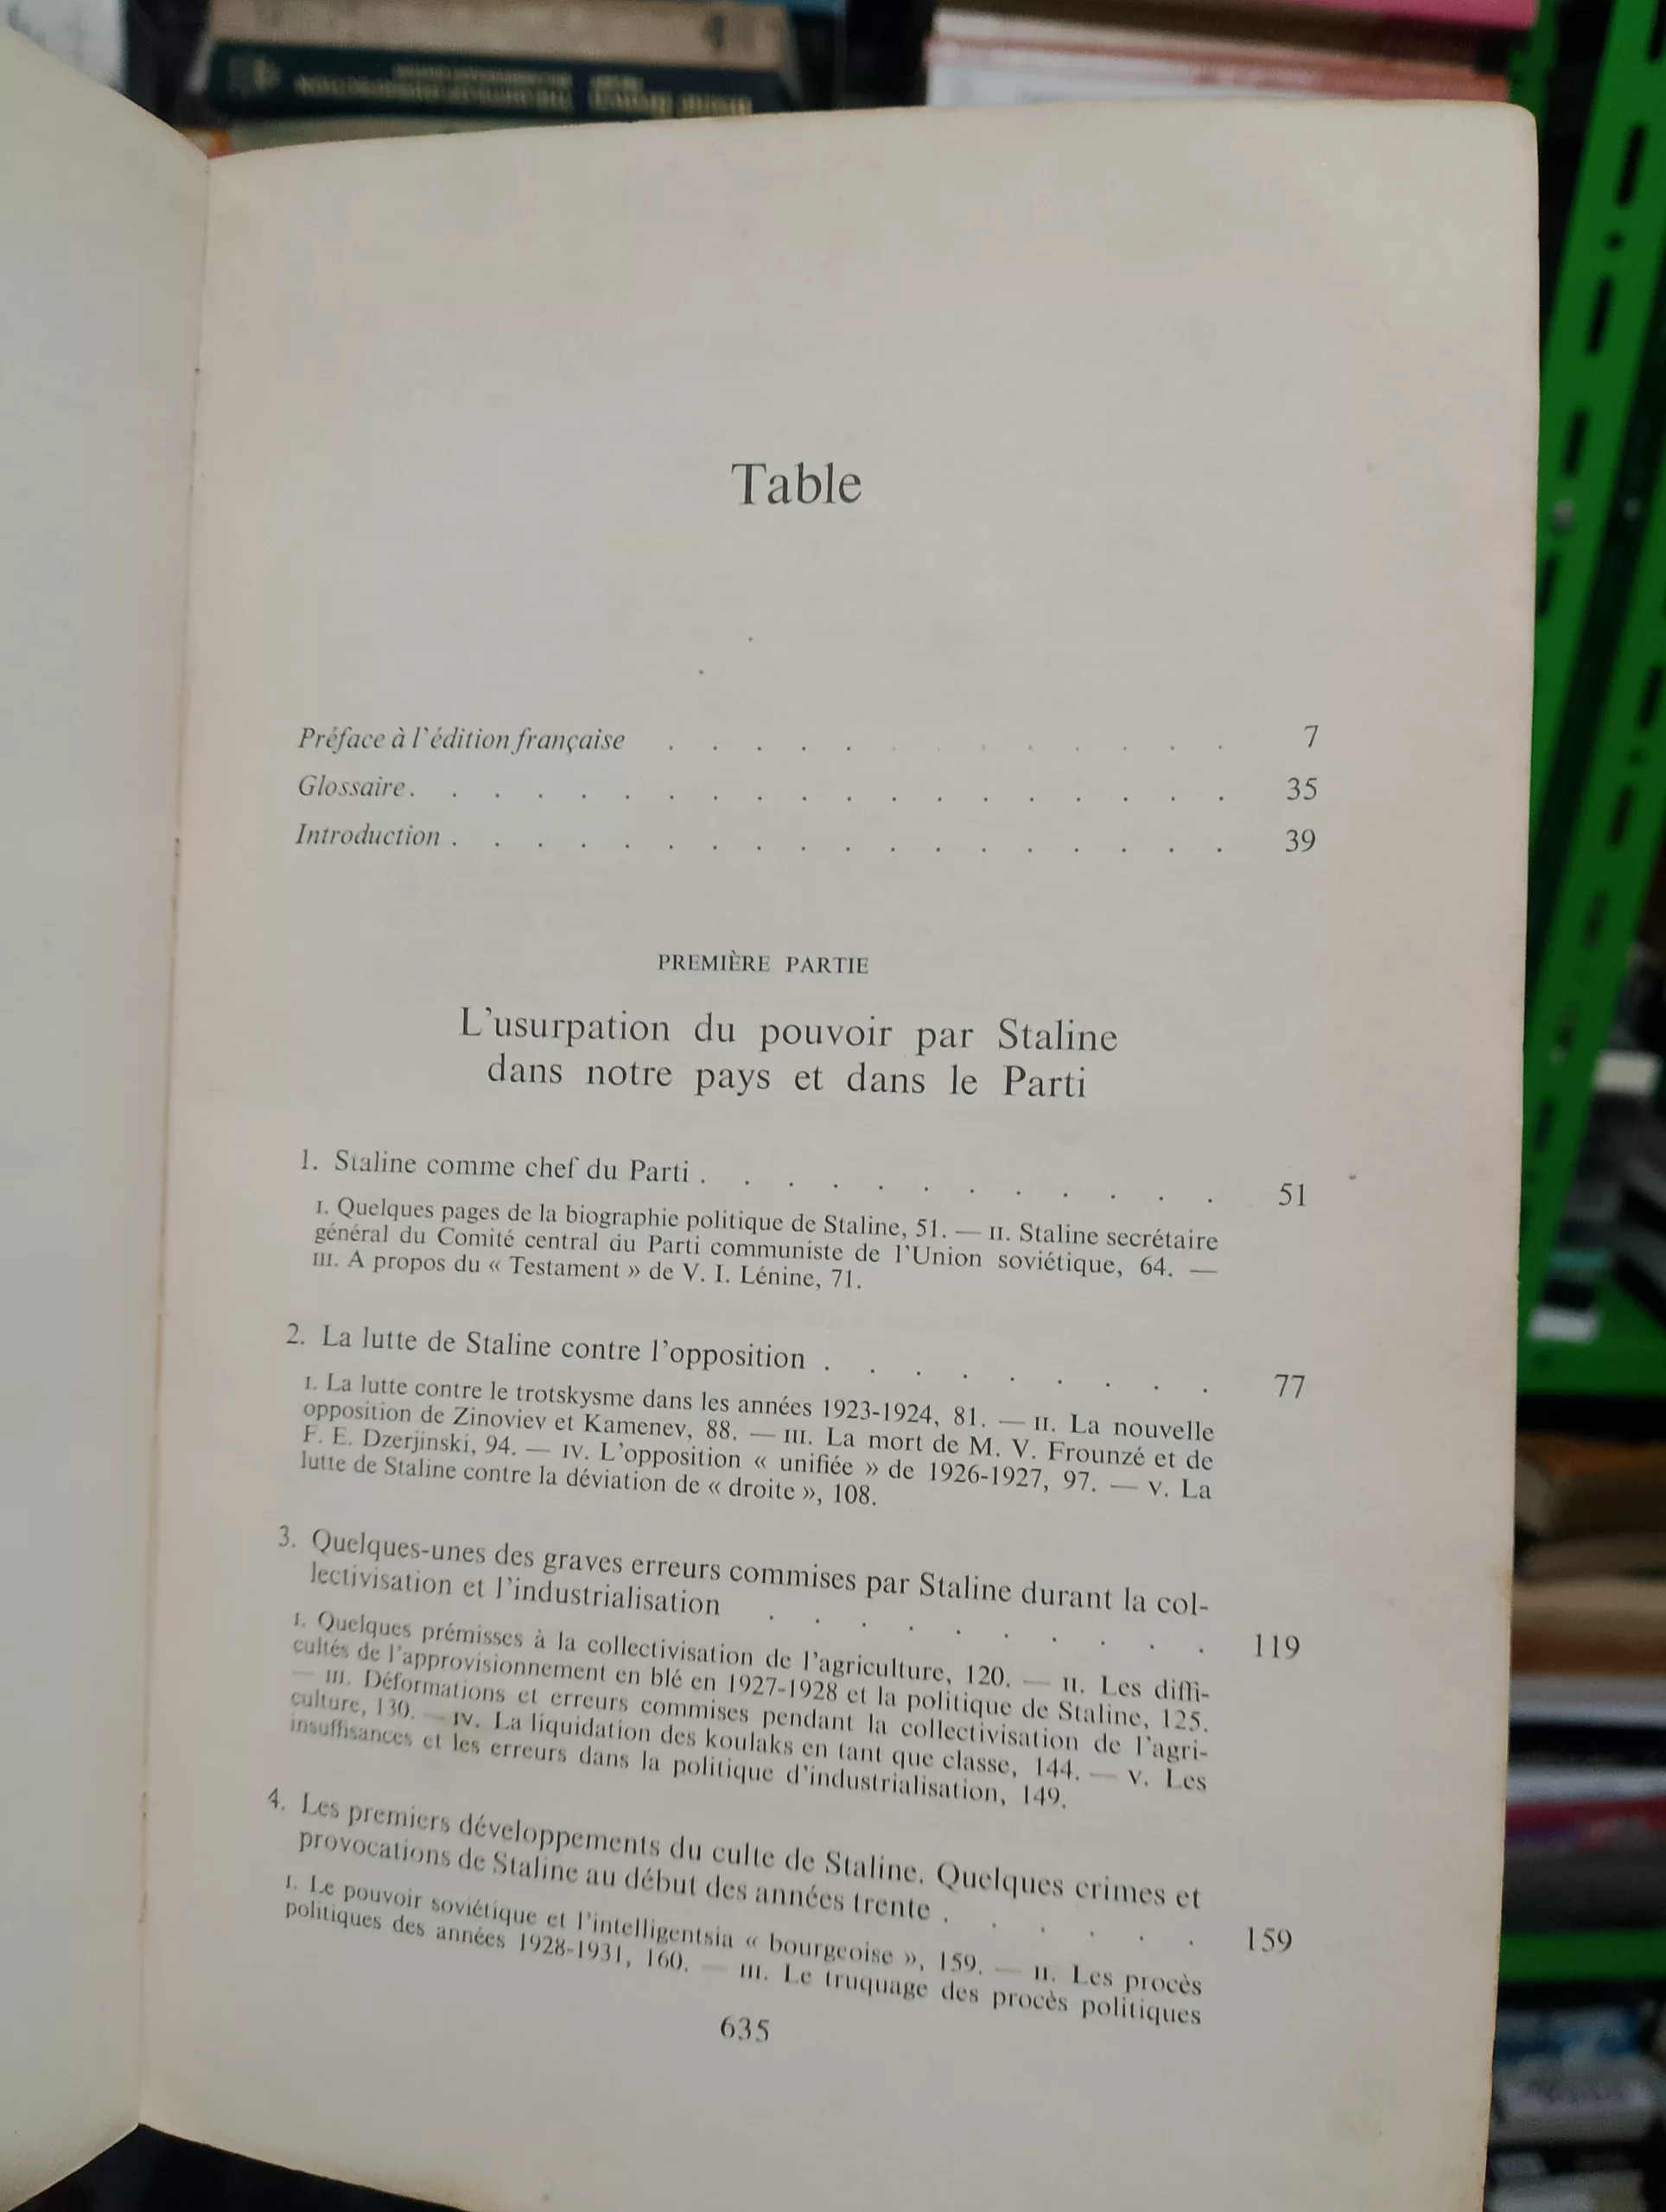 Table
Préface à l'édition française . . . . . . . . . . . . 7
Glossaire. . . . . . . . . . . . . . . . . . . 35
Introduction . . . . . . . . . . . . . . . . . . 39
PREMIÈRE PARTIE
L'usurpation du pouvoir par Staline
dans notre pays et dans le Parti
1. Staline comme chef du Parti . . . . . . . . . . . . 51
I. Quelques pages de la biographie politique de Staline, 51. — II. Staline secrétaire
général du Comité central du Parti communiste de l'Union soviétique, 64. —
III. A propos du « Testament » de V. I. Lénine, 71.
2. La lutte de Staline contre l'opposition . . . . . . . . . 77
I. La lutte contre le trotskysme dans les années 1923-1924, 81. — II. La nouvelle
opposition de Zinoviev et Kamenev, 88. — III. La mort de M. V. Frounzé et de
F. E. Dzerjinski, 94. — IV. L'opposition « unifiée » de 1926-1927, 97. — V. La
lutte de Staline contre la déviation de « droite », 108.
3. Quelques-unes des graves erreurs commises par Staline durant la col-
lectivisation et l'industrialisation . . . . . . . . . . 119
I. Quelques prémisses à la collectivisation de l'agriculture, 120. — II. Les diffi-
cultés de l'approvisionnement en blé en 1927-1928 et la politique de Staline, 125.
— III. Déformations et erreurs commises pendant la collectivisation de l'agri-
culture, 130. — IV. La liquidation des koulaks en tant que classe, 144. — V. Les
insuffisances et les erreurs dans la politique d'industrialisation, 149.
4. Les premiers développements du culte de Staline. Quelques crimes et
provocations de Staline au début des années trente . . . . . . 159
I. Le pouvoir soviétique et l'intelligentsia « bourgeoise », 159. — II. Les procès
politiques des années 1928-1931, 160. — III. Le truquage des procès politiques
635